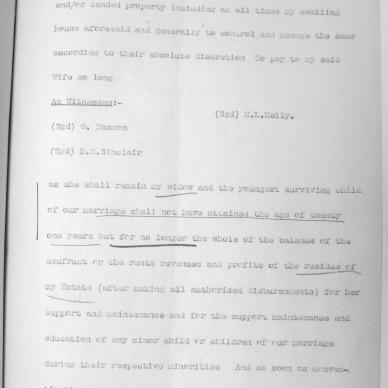 and/or landed property including as all times my dwelling
house aforesaid and generally to control and manage the same
according to their absolute discretion To pay to my said
Wife so long
As Witnesses:-
(Sgd) M.L.Kelly.
(Sgd) G. Masson
(Sgd) D.M.Sinclair
as she shall remain my widow and the youngest surviving child
of our marriage shall not have attained the age of twenty
one years but for no longer the whole of the balance of the
usufruct or the rents revenues and profits of the residue of
my Estate (after making all authorised disbursements) for her
support and maintenance and for the support maintenance and
education of any minor child or children of our marriage
during their respective minorities And so soon as conven-